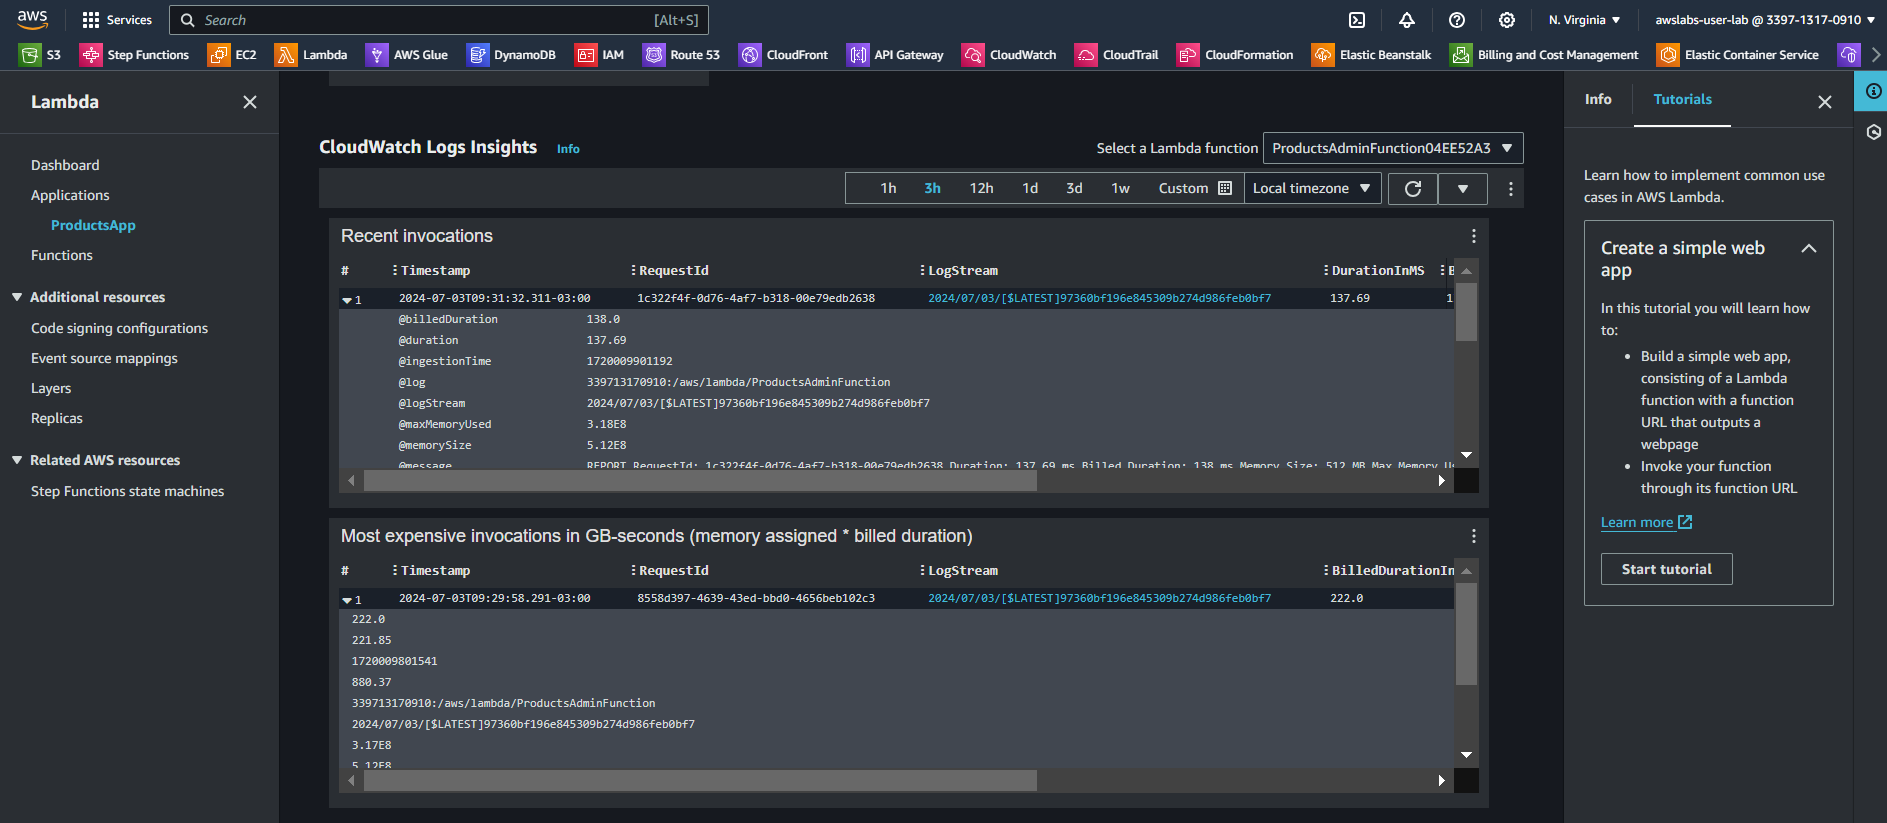 aws
Services
Search [Alt+S]
N. Virginia
awslabs-user-lab @ 3397-1317-0910
S3 Step Functions EC2 Lambda AWS Glue DynamoDB IAM Route 53 CloudFront API Gateway CloudWatch CloudTrail CloudFormation Elastic Beanstalk Billing and Cost Management Elastic Container Service
Lambda
Dashboard
Applications
ProductsApp
Functions
Additional resources
Code signing configurations
Event source mappings
Layers
Replicas
Related AWS resources
Step Functions state machines
CloudWatch Logs Insights Info
Select a Lambda function ProductsAdminFunction04EE52A3
1h 3h 12h 1d 3d 1w Custom Local timezone
Recent invocations
# Timestamp RequestId LogStream DurationInMS B
1 2024-07-03T09:31:32.311-03:00 1c322f4f-0d76-4af7-b318-00e79edb2638 2024/07/03/[$LATEST]97360bf196e845309b274d986feb0bf7 137.69 1
@billedDuration 138.0
@duration 137.69
@ingestionTime 1720009901192
@log 339713170910:/aws/lambda/ProductsAdminFunction
@logStream 2024/07/03/[$LATEST]97360bf196e845309b274d986feb0bf7
@maxMemoryUsed 3.18E8
@memorySize 5.12E8
@message REPORT RequestId: 1c322f4f-0d76-4af7-b318-00e79edb2638 Duration: 137.69 ms Billed Duration: 138 ms Memory Size: 512 MB Max Memory Us
Most expensive invocations in GB-seconds (memory assigned * billed duration)
# Timestamp RequestId LogStream BilledDurationIn
1 2024-07-03T09:29:58.291-03:00 8558d397-4639-43ed-bbd0-4656beb102c3 2024/07/03/[$LATEST]97360bf196e845309b274d986feb0bf7 222.0
222.0
221.85
1720009801541
880.37
339713170910:/aws/lambda/ProductsAdminFunction
2024/07/03/[$LATEST]97360bf196e845309b274d986feb0bf7
3.17E8
5.12E8
Info Tutorials
Learn how to implement common use
cases in AWS Lambda.
Create a simple web
app
In this tutorial you will learn how
to:
• Build a simple web app,
consisting of a Lambda
function with a function
URL that outputs a
webpage
• Invoke your function
through its function URL
Learn more
Start tutorial